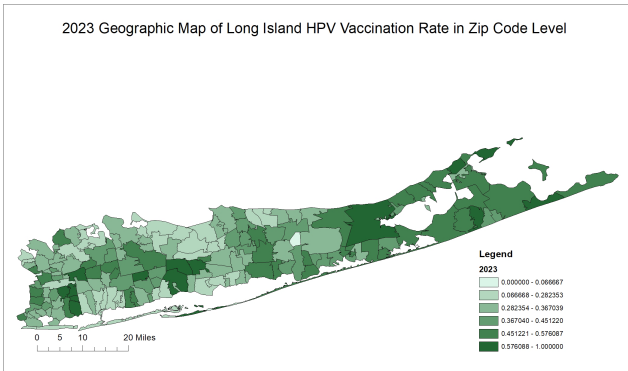 2023 Geographic Map of Long Island HPV Vaccination Rate in Zip Code Level
Legend
2023
0.000000 - 0.066667
0.066668 - 0.282353
0.282354 - 0.367039
0.367040 - 0.451220
0.451221 - 0.576087
0.576088 - 1.000000
0 5 10 20 Miles